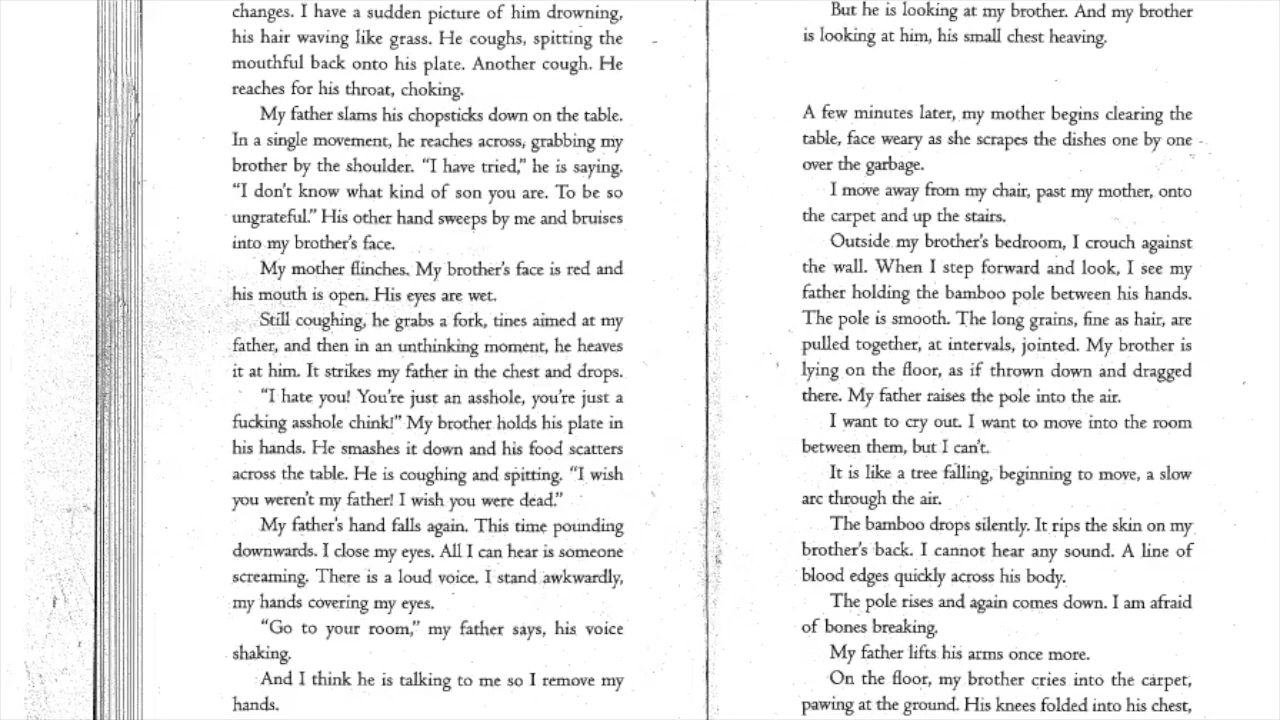 changes. I have a sudden picture of him drowning,
his hair waving like grass. He coughs, spitting the
mouthful back onto his plate. Another cough. He
reaches for his throat, choking.
My father slams his chopsticks down on the table.
In a single movement, he reaches across, grabbing my
brother by the shoulder. "I have tried," he is saying.
"I don't know what kind of son you are. To be so
ungrateful." His other hand sweeps by me and bruises
into my brother's face.
My mother flinches. My brother's face is red and
his mouth is open. His eyes are wet.
Still coughing, he grabs a fork, tines aimed at my
father, and then in an unthinking moment, he heaves
it at him. It strikes my father in the chest and drops.
"I hate you! You're just an asshole, you're just a
fucking asshole chink!" My brother holds his plate in
his hands. He smashes it down and his food scatters
across the table. He is coughing and spitting. "I wish
you weren't my father! I wish you were dead."
My father's hand falls again. This time pounding
downwards. I close my eyes. All I can hear is someone
screaming. There is a loud voice. I stand awkwardly,
my hands covering my eyes.
"Go to your room," my father says, his voice
shaking.
And I think he is talking to me so I remove my
hands.
But he is looking at my brother. And my brother
is looking at him, his small chest heaving.
A few minutes later, my mother begins clearing the
table, face weary as she scrapes the dishes one by one
over the garbage.
I move away from my chair, past my mother, onto
the carpet and up the stairs.
Outside my brother's bedroom, I crouch against
the wall. When I step forward and look, I see my
father holding the bamboo pole between his hands.
The pole is smooth. The long grains, fine as hair, are
pulled together, at intervals, jointed. My brother is
lying on the floor, as if thrown down and dragged
there. My father raises the pole into the air.
I want to cry out. I want to move into the room
between them, but I can't.
It is like a tree falling, beginning to move, a slow
arc through the air.
The bamboo drops silently. It rips the skin on my
brother's back. I cannot hear any sound. A line of
blood edges quickly across his body.
The pole rises and again comes down. I am afraid
of bones breaking.
My father lifts his arms once more.
On the floor, my brother cries into the carpet,
pawing at the ground. His knees folded into his chest,